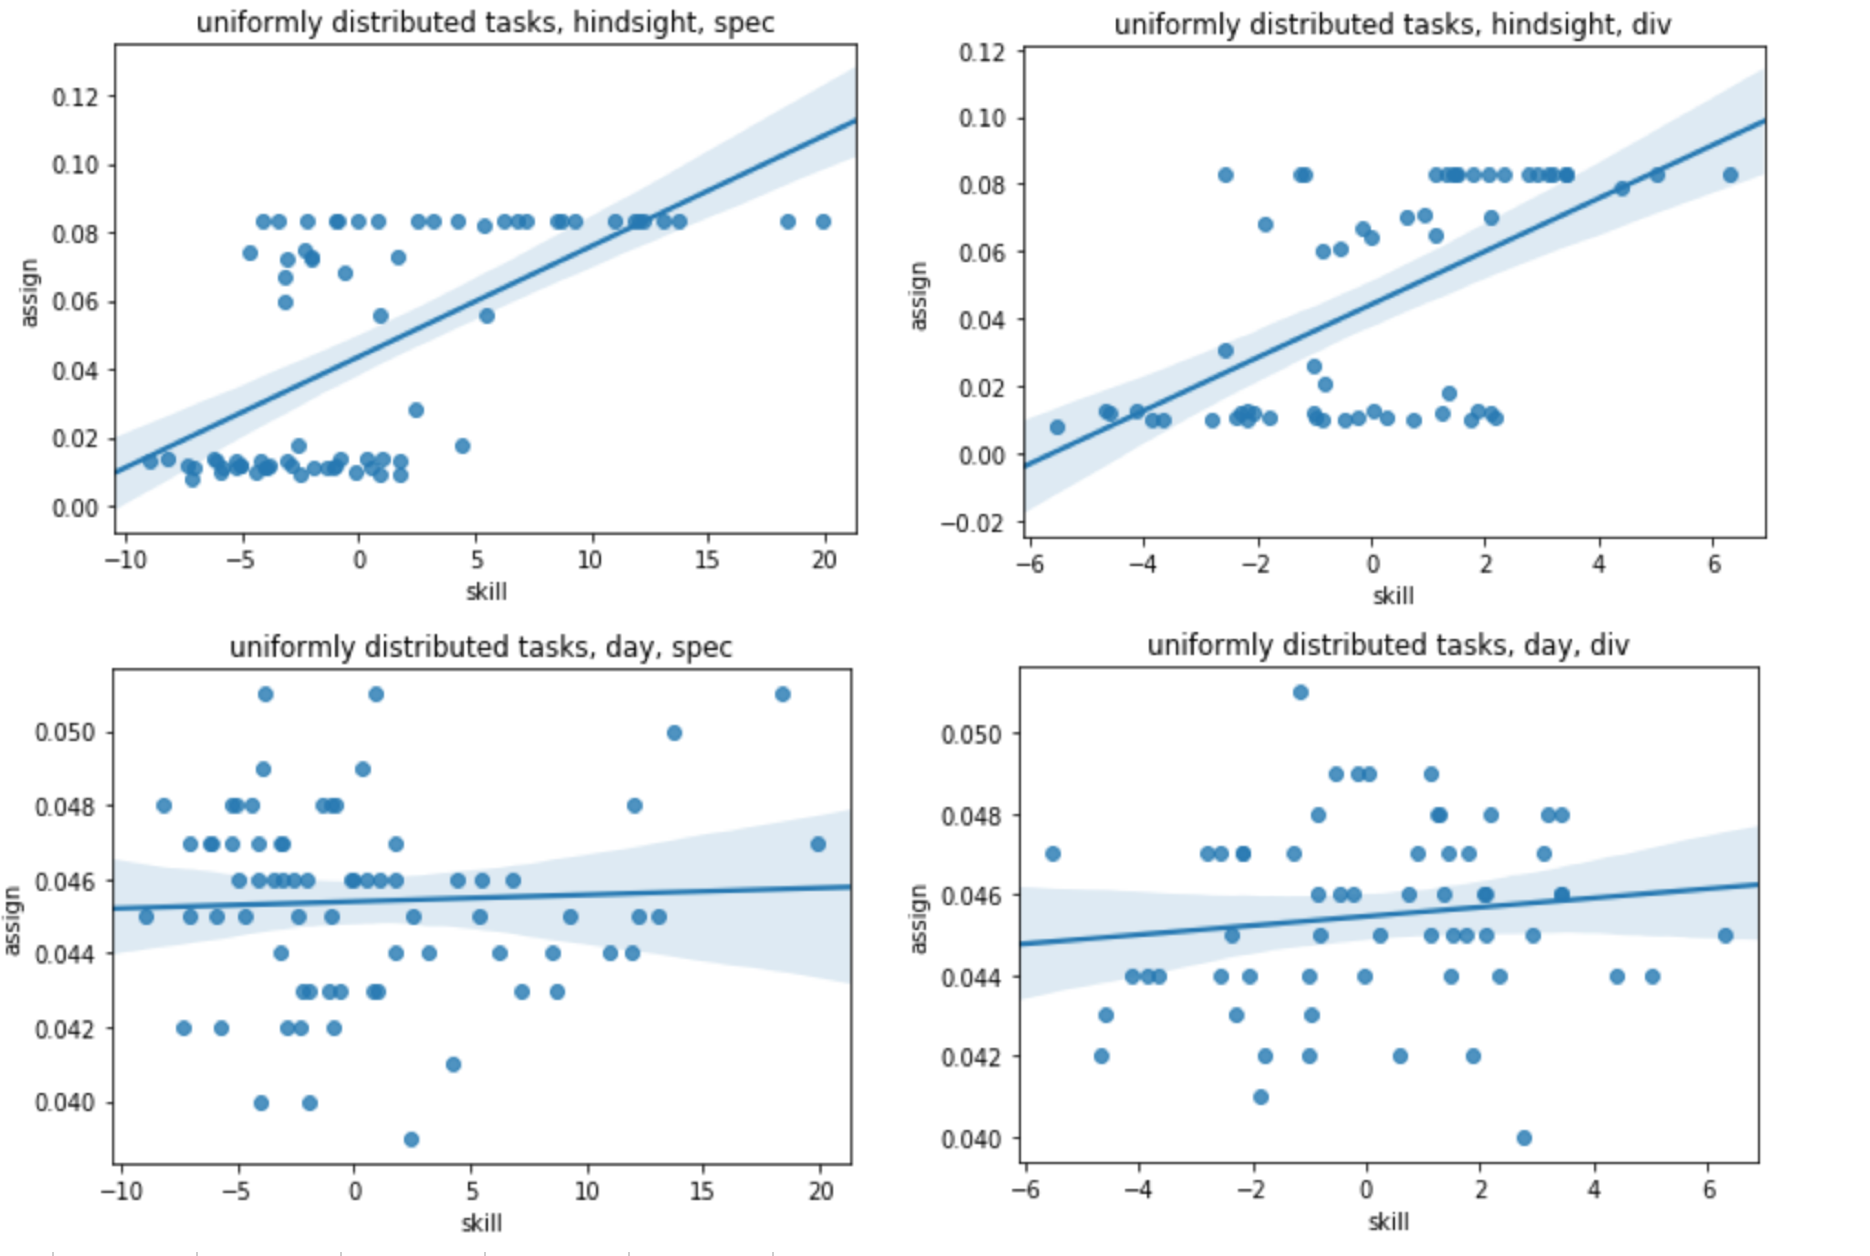 uniformly distributed tasks, hindsight, spec
0.12
0.10
0.08
0.06
0.04
0.02
0.00
assign
−10 −5 0 5 10 15 20
skill
uniformly distributed tasks, hindsight, div
0.12
0.10
0.08
0.06
0.04
0.02
0.00
−0.02
assign
−6 −4 −2 0 2 4 6
skill
uniformly distributed tasks, day, spec
0.050
0.048
0.046
0.044
0.042
0.040
assign
−10 −5 0 5 10 15 20
skill
uniformly distributed tasks, day, div
0.050
0.048
0.046
0.044
0.042
0.040
assign
−6 −4 −2 0 2 4 6
skill